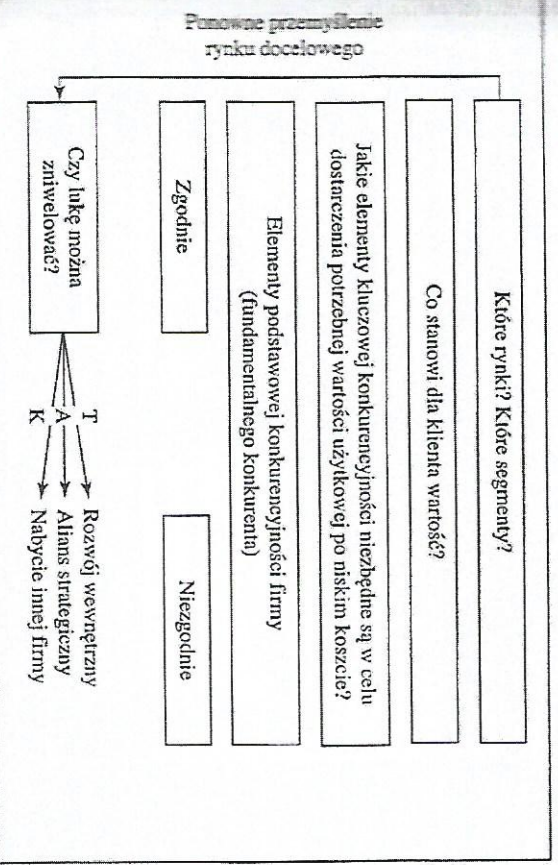 Ponowne przemyślenie
rynku docelowego
Które rynki? Które segmenty?
Co stanowi dla klienta wartość?
Jakie elementy kluczowej konkurencyjności niezbędne są w celu
dostarczenia potrzebnej wartości użytkowej po niskim koszcie?
Elementy podstawowej konkurencyjności firmy
(fundamentalnego konkurenta)
Zgodnie
Niezgodnie
Czy lukę można
zniwelować?
T Rozwój wewnętrzny
A Alians strategiczny
K Nabycie innej firmy